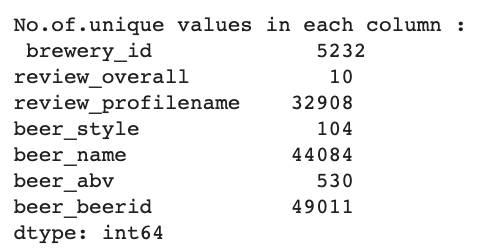 No.of.unique values in each column :
 brewery_id            5232
review_overall          10
review_profilename   32908
beer_style             104
beer_name            44084
beer_abv               530
beer_beerid          49011
dtype: int64